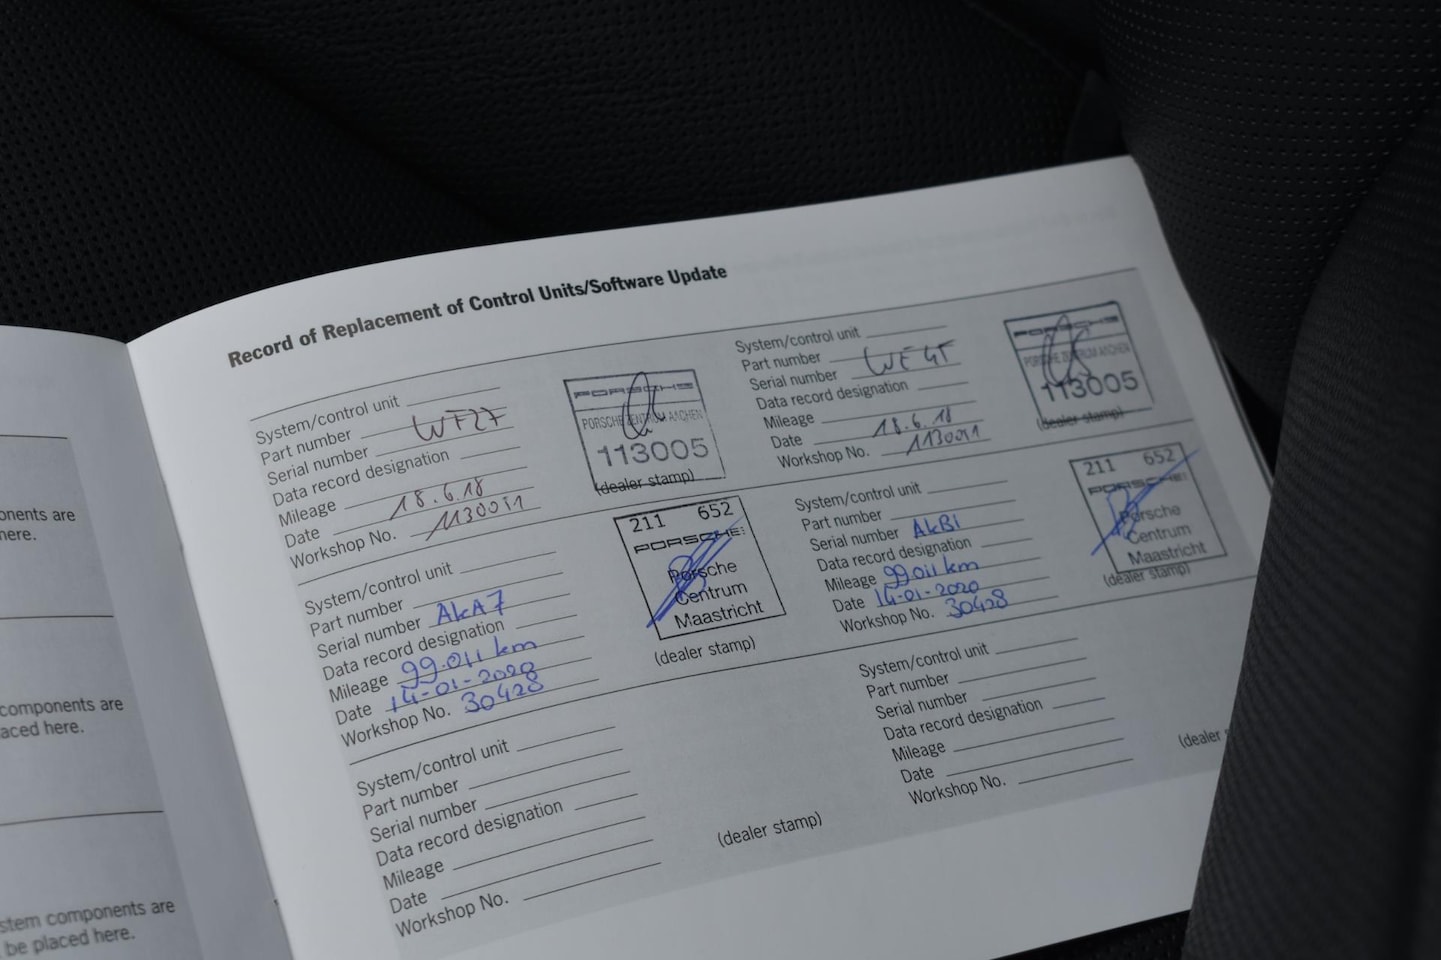 onents are
here.
components are
aced here.
stem components are
be placed here.
Record of Replacement of Control Units/Software Update
System/control unit
Part number WF27
Serial number
Data record designation
Mileage
Date 18.6.18
Workshop No. 1130051
PORSCHE
PORSCHE ZENTRUM AACHEN
113005
(dealer stamp)
System/control unit
Part number
Serial number
Data record designation
Mileage
Date 18.6.18
Workshop No.
PORSCHE
PORSCHE ZENTRUM AACHEN
113005
(dealer stamp)
System/control unit
Part number
Serial number AkA7
Data record designation
Mileage 99.011 km
Date 14-01-2020
Workshop No. 30428
211 652
PORSCHE
Porsche
Centrum
Maastricht
(dealer stamp)
System/control unit
Part number
Serial number AkBi
Data record designation
Mileage 99.011 km
Date 14-01-2020
Workshop No. 30428
211 652
PORSCHE
Porsche
Centrum
Maastricht
(dealer stamp)
System/control unit
Part number
Serial number
Data record designation
Mileage
Date
Workshop No.
(dealer stamp)
System/control unit
Part number
Serial number
Data record designation
Mileage
Date
Workshop No.
(dealer s